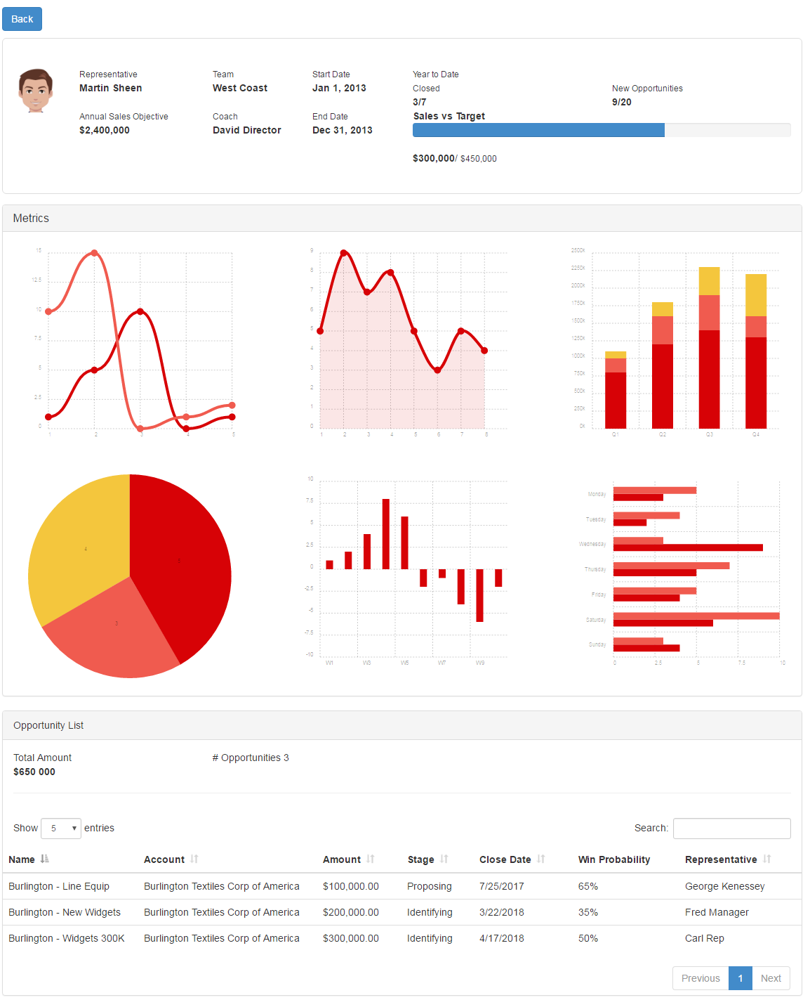 Back
Representative
Martin Sheen
Team
West Coast
Start Date
Jan 1, 2013
Year to Date
Closed
3/7
New Opportunities
9/20
Annual Sales Objective
$2,400,000
Coach
David Director
End Date
Dec 31, 2013
Sales vs Target
$300,000/ $450,000
Metrics
15
12.5
10
7.5
5
2.5
0
1 2 3 4 5
9
8
7
6
5
4
3
2
1
0
1 2 3 4 5 6 7 8
2500K
2250K
2000K
1750K
1500K
1250K
1000K
750K
500K
250K
0K
Q1 Q2 Q3 Q4
4
5
3
10
7.5
5
2.5
0
-2.5
-5
-7.5
-10
W1 W3 W5 W7 W9
Monday
Tuesday
Wednesday
Thursday
Friday
Saturday
Sunday
0 2.5 5 7.5 10
Opportunity List
Total Amount
$650 000
# Opportunities 3
Show 5 entries
Search:
Name Account Amount Stage Close Date Win Probability Representative
Burlington - Line Equip Burlington Textiles Corp of America $100,000.00 Proposing 7/25/2017 65% George Kenessey
Burlington - New Widgets Burlington Textiles Corp of America $200,000.00 Identifying 3/22/2018 35% Fred Manager
Burlington - Widgets 300K Burlington Textiles Corp of America $300,000.00 Identifying 4/17/2018 50% Carl Rep
Previous 1 Next